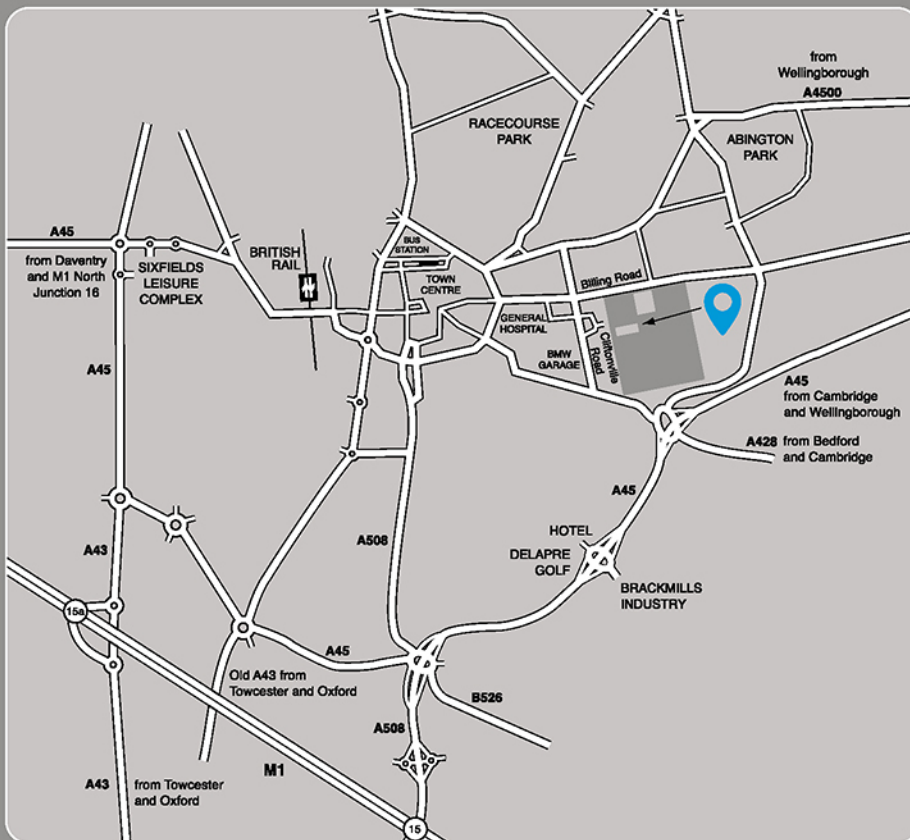 from
Wellingborough
A4500
RACECOURSE
PARK
ABINGTON
PARK
A45
from Daventry
and M1 North
Junction 16
SIXFIELDS
LEISURE
COMPLEX
BRITISH
RAIL
BUS
STATION
TOWN
CENTRE
Billing Road
GENERAL
HOSPITAL
BMW
GARAGE
Cliftonville
Road
A45
A45
from Cambridge
and Wellingborough
A428 from Bedford
and Cambridge
A45
HOTEL
DELAPRE
GOLF
BRACKMILLS
INDUSTRY
A508
A43
15a
A45
Old A43 from
Towcester and Oxford
B526
A508
M1
A43 from Towcester
and Oxford
15